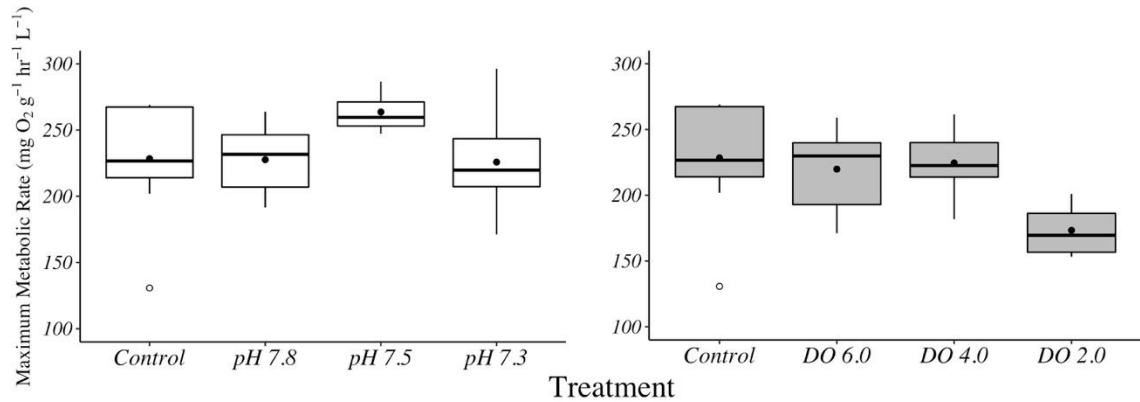 Maximum Metabolic Rate (mg O₂ g⁻¹ hr⁻¹ L⁻¹)
300
250
200
150
100
Control pH 7.8 pH 7.5 pH 7.3
300
250
200
150
100
Control DO 6.0 DO 4.0 DO 2.0
Treatment